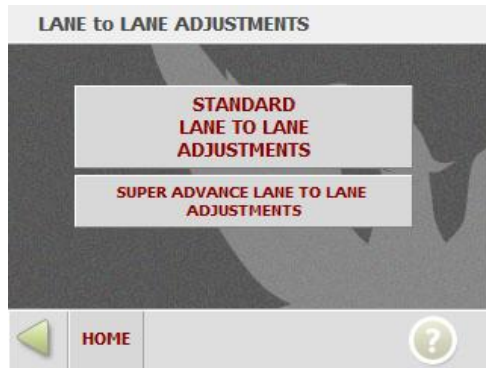 LANE to LANE ADJUSTMENTS
STANDARD
LANE TO LANE
ADJUSTMENTS
SUPER ADVANCE LANE TO LANE
ADJUSTMENTS
HOME
?